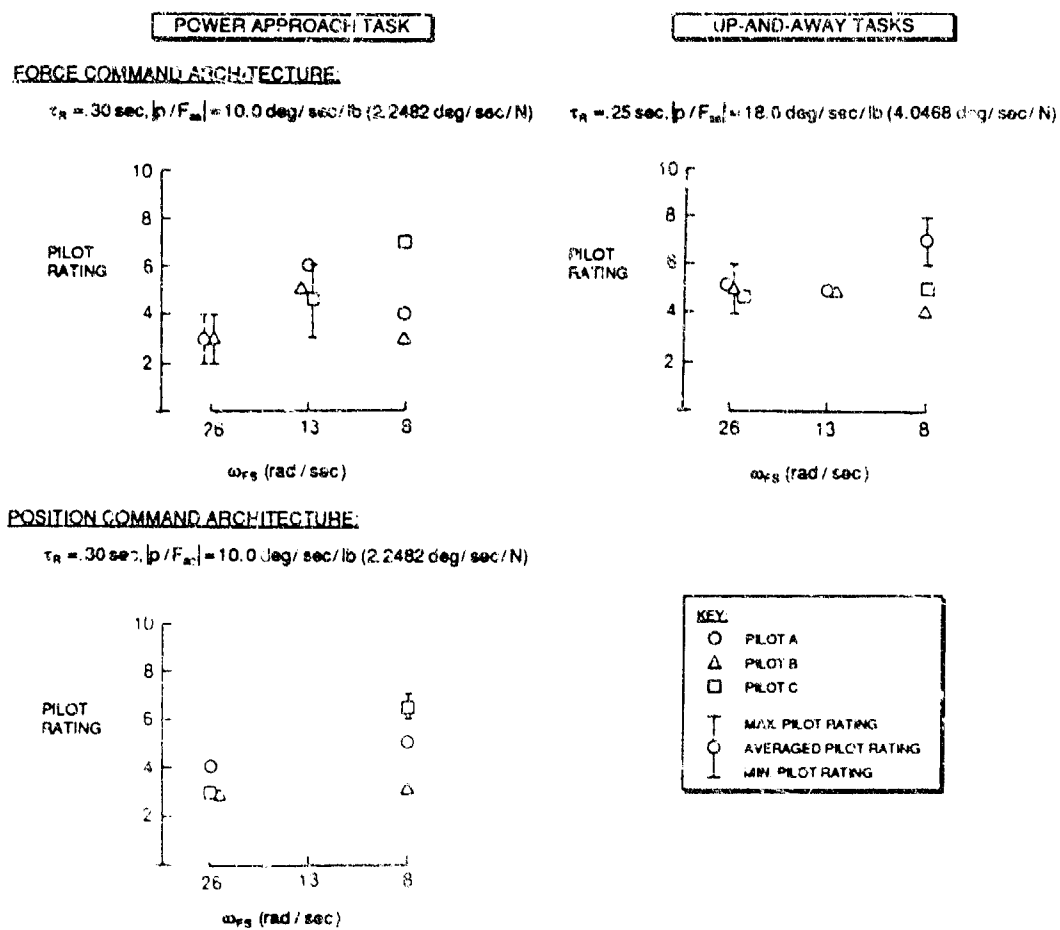 POWER APPROACH TASK
UP-AND-AWAY TASKS
FORCE COMMAND ARCHITECTURE:
τR = .30 sec, |p/Fas| = 10.0 deg/sec/lb (2.2482 deg/sec/N)
τR = .25 sec, |p/Fas| = 18.0 deg/sec/lb (4.0468 deg/sec/N)
10
8
6
4
2
PILOT
RATING
26 13 8
ωFS (rad/sec)
10
8
6
4
2
PILOT
RATING
26 13 8
ωFS (rad/sec)
POSITION COMMAND ARCHITECTURE:
τR = .30 sec, |p/Fas| = 10.0 deg/sec/lb (2.2482 deg/sec/N)
10
8
6
4
2
PILOT
RATING
26 13 8
ωFS (rad/sec)
KEY:
PILOT A
PILOT B
PILOT C
MAX. PILOT RATING
AVERAGED PILOT RATING
MIN. PILOT RATING